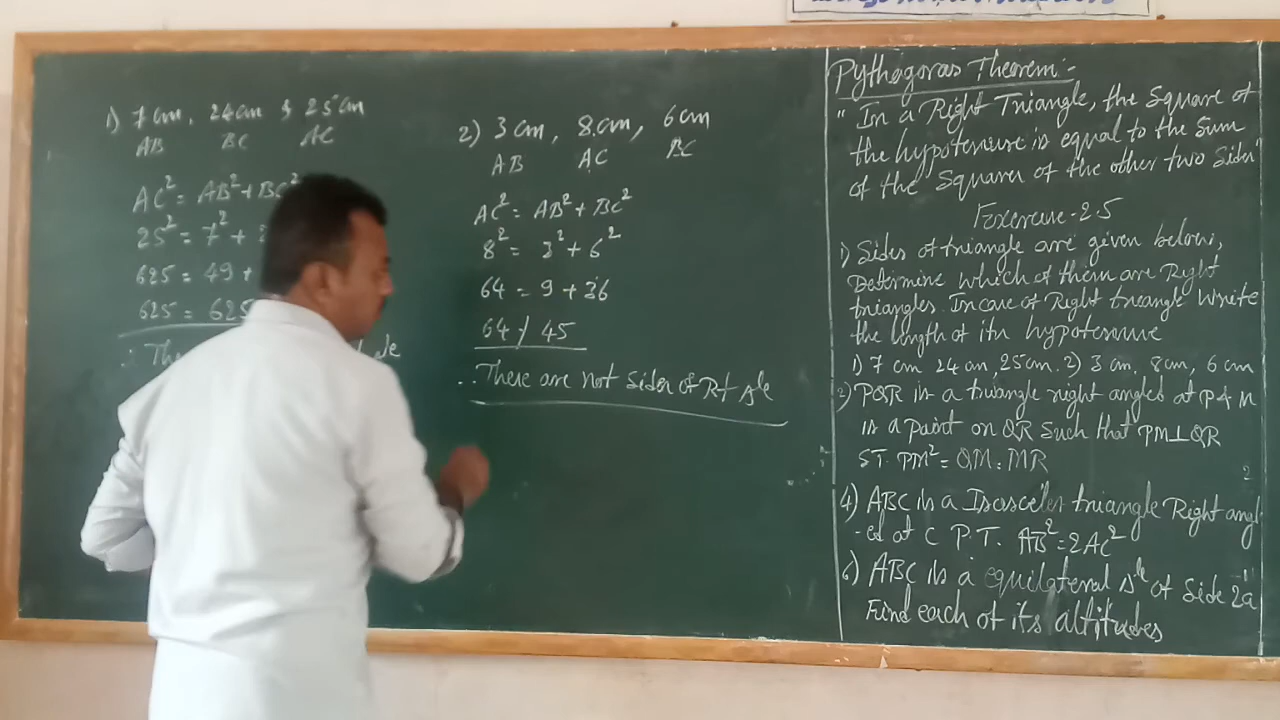 1) 7 cm, 24 cm & 25 cm
AB BC AC
AC² = AB² + BC²
25² = 7² +
625 = 49 +
625 = 625
∴ The
2) 3 cm, 8 cm, 6 cm
AB AC BC
AC² = AB² + BC²
8² = 3² + 6²
64 = 9 + 36
64 ≠ 45
∴ There are not sides of Rt Δle
Pythagoras Theorem:-
"In a Right Triangle, the Square of
the hypotenuse is equal to the Sum
of the Squares of the other two Sides"
Exercise-2.5
1) Sides of triangle are given below,
Determine which of them are Right
triangles. In case of Right triangle Write
the length of its hypotenuse
1) 7 cm 24 cm, 25 cm. 2) 3 cm, 8 cm, 6 cm
2) PQR is a triangle right angled at P & M
is a point on QR Such that PM⊥QR
S.T. PM² = QM.MR
4) ABC is a Isosceles triangle Right angl
-ed at C P.T. AB² = 2AC²
6) ABC is a equilateral Δle of side 2a
Find each of its altitudes